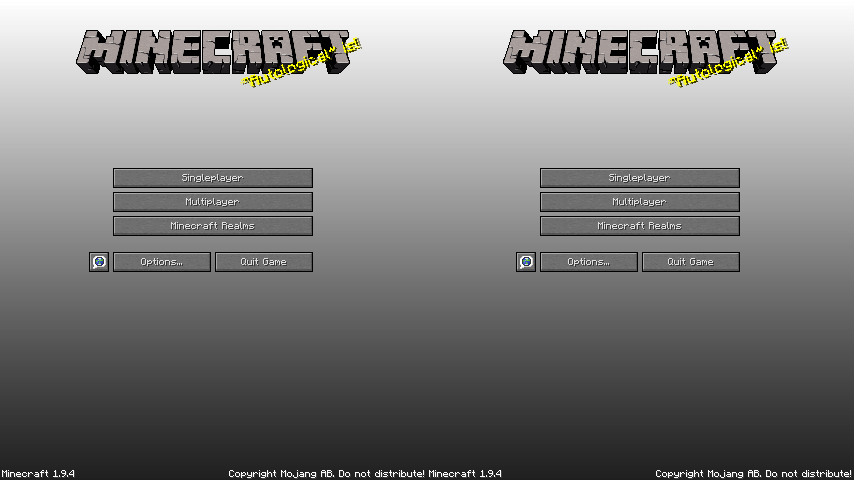 MINECRAFT MINECRAFT
"Autological" is! "Autological" is!
Singleplayer Singleplayer
Multiplayer Multiplayer
Minecraft Realms Minecraft Realms
Options... Quit Game Options... Quit Game
Minecraft 1.9.4 Copyright Mojang AB. Do not distribute! Minecraft 1.9.4 Copyright Mojang AB. Do not distribute!